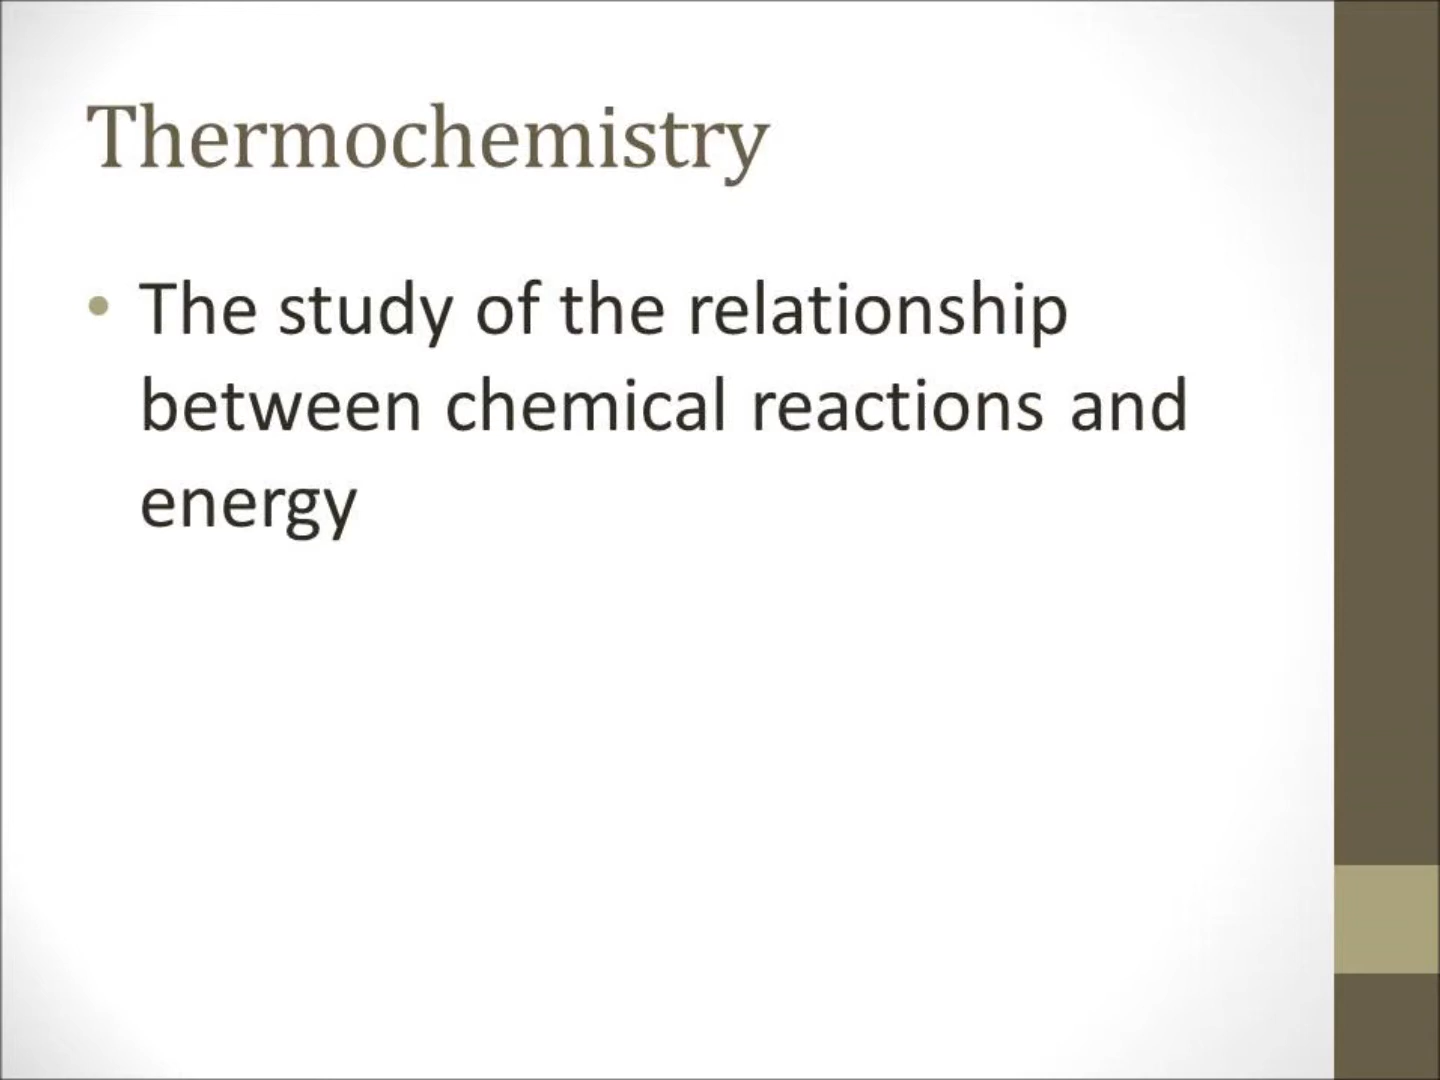 Thermochemistry
• The study of the relationship
between chemical reactions and
energy